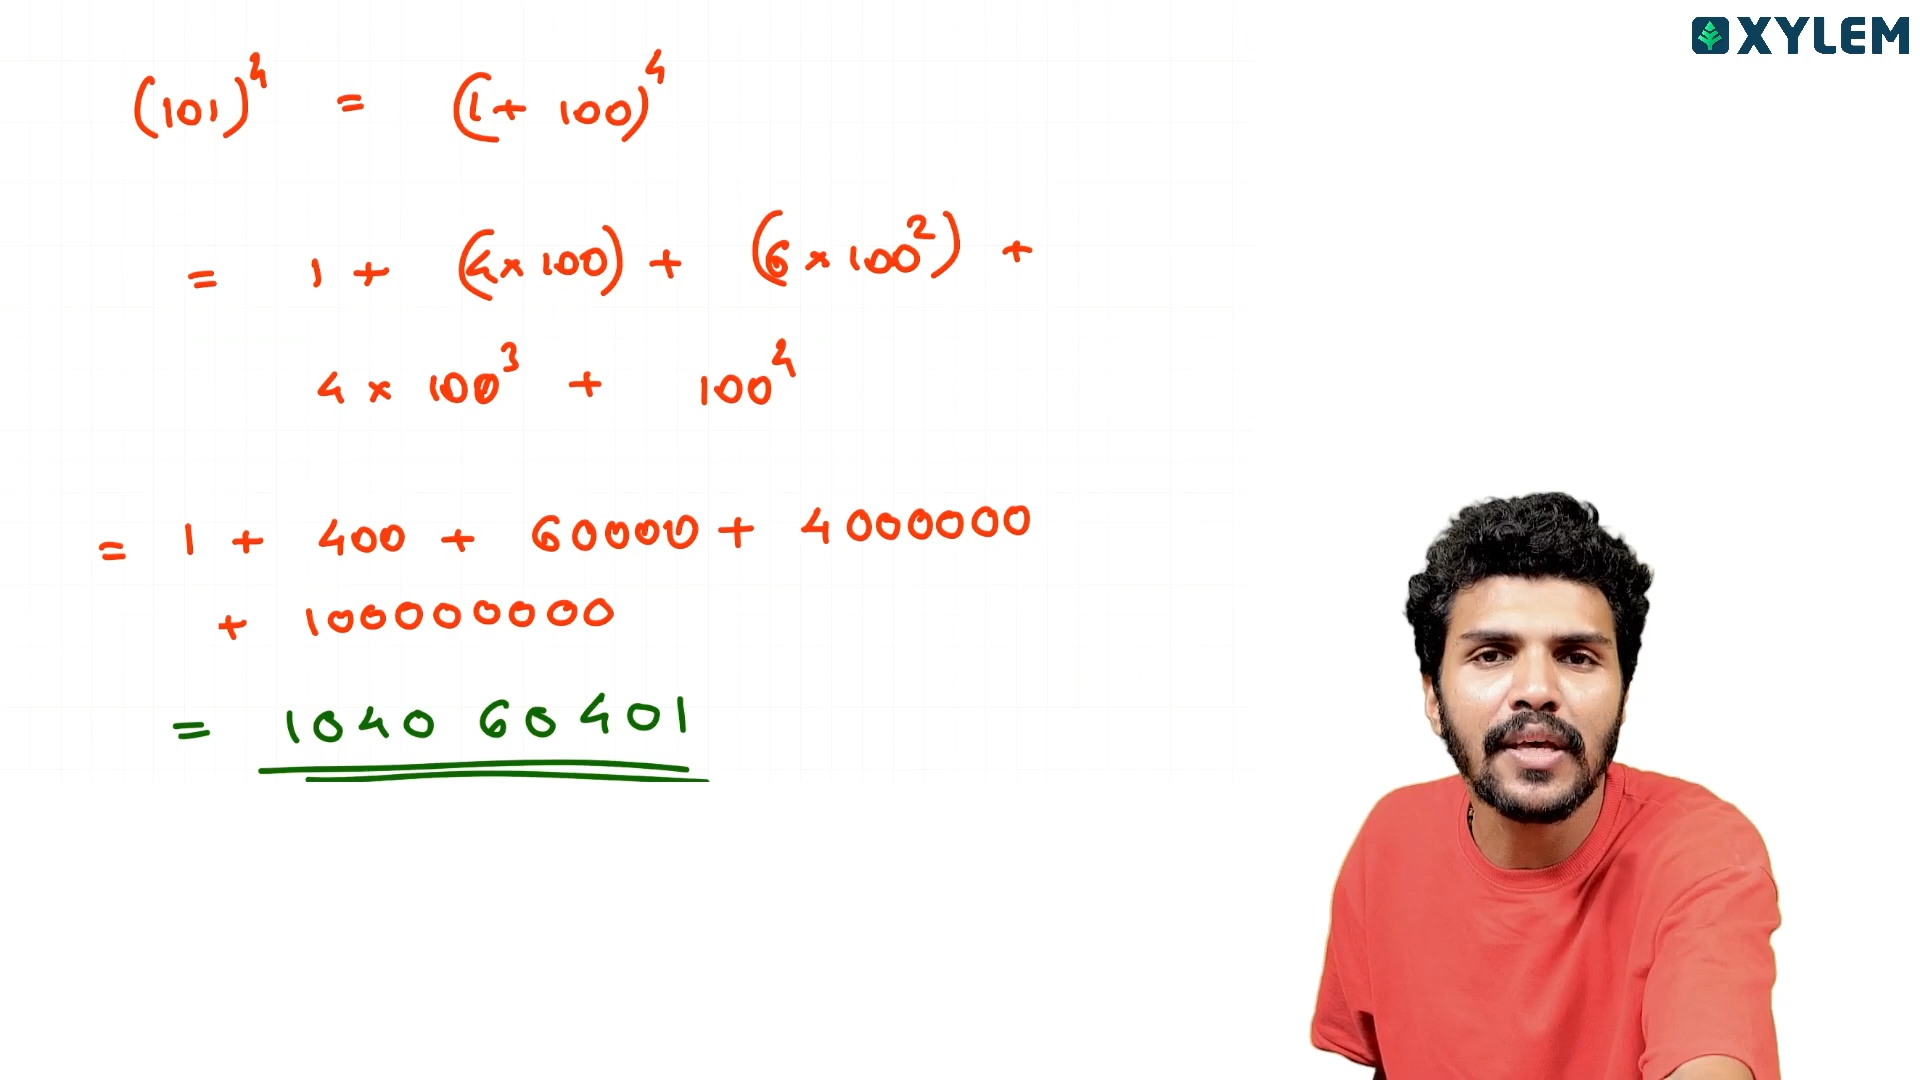 XYLEM
(101)⁴ = (1 + 100)⁴
= 1 + (4 × 100) + (6 × 100²) +
4 × 100³ + 100⁴
= 1 + 400 + 60000 + 4000000
+ 100000000
= 1040 60401